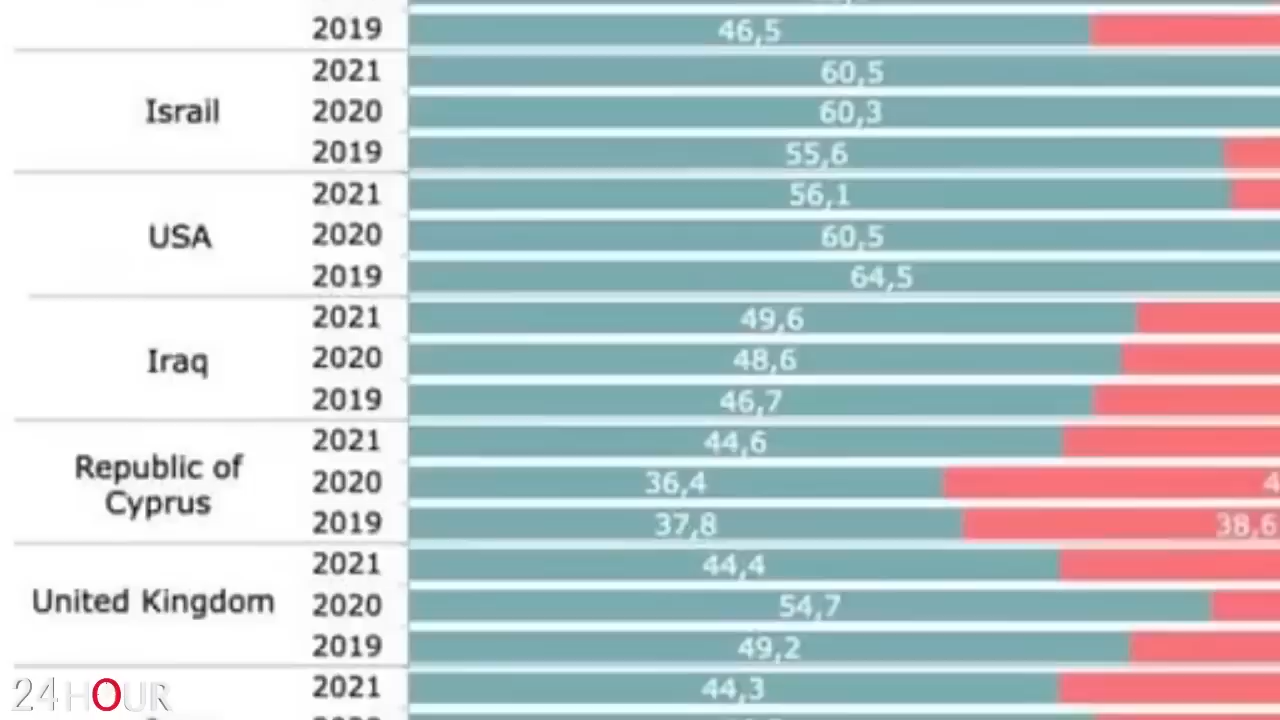 2019 46,5
2021 60,5
Israil 2020 60,3
2019 55,6
2021 56,1
USA 2020 60,5
2019 64,5
2021 49,6
Iraq 2020 48,6
2019 46,7
2021 44,6
Republic of
Cyprus
2020 36,4 4
2019 37,8 38,6
2021 44,4
United Kingdom 2020 54,7
2019 49,2
2021 44,3
24HOUR